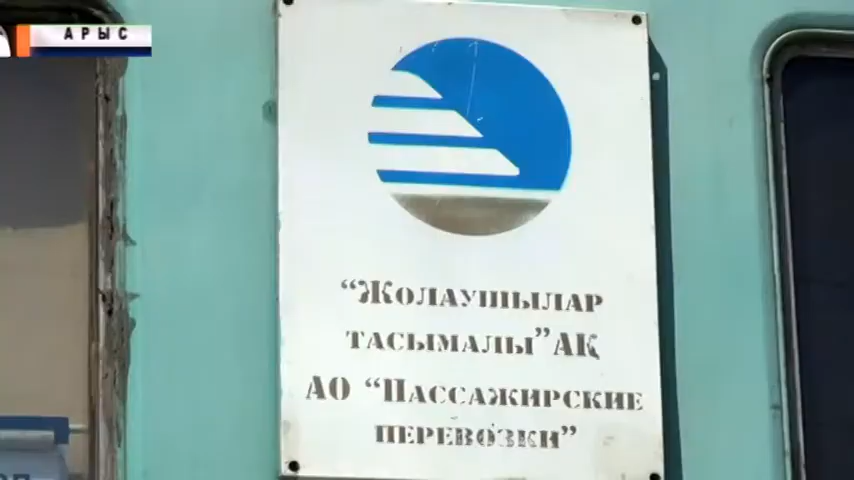 АРЫС
“ЖОЛАУШЫЛАР
ТАСЫМАЛЫ” АҚ
АО “ПАССАЖИРСКИЕ
ПЕРЕВОЗКИ”